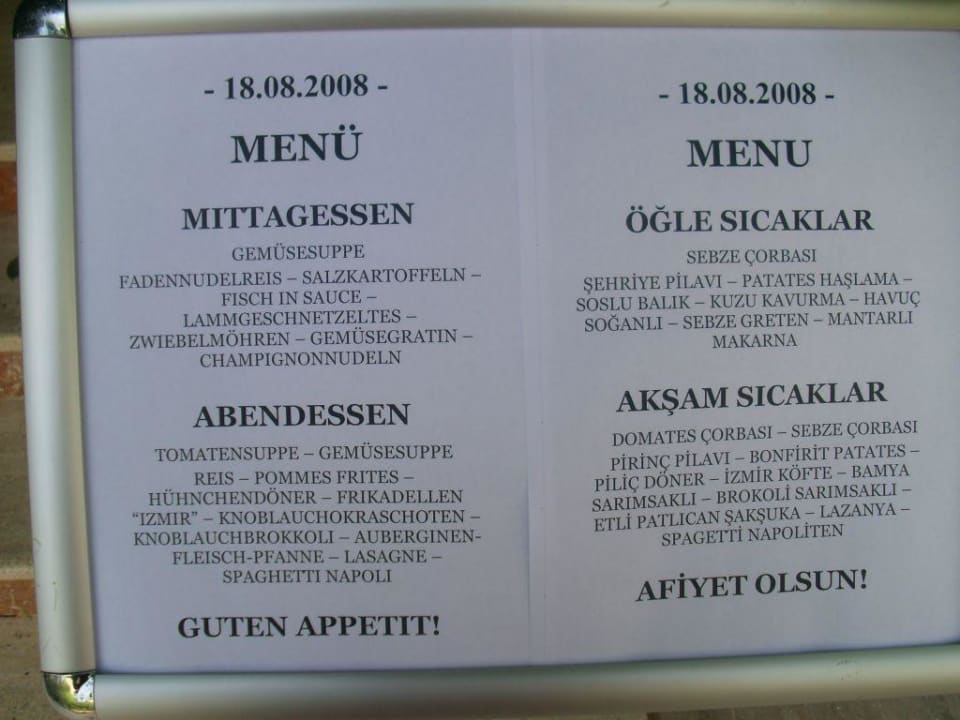 - 18.08.2008 -
MENÜ
MITTAGESSEN
GEMÜSESUPPE
FADENNUDELREIS – SALZKARTOFFELN –
FISCH IN SAUCE –
LAMMGESCHNETZELTES –
ZWIEBELMÖHREN – GEMÜSEGRATIN –
CHAMPIGNONNUDELN
ABENDESSEN
TOMATENSUPPE – GEMÜSESUPPE
REIS – POMMES FRITES –
HÜHNCHENDÖNER – FRIKADELLEN
“IZMIR” – KNOBLAUCHOKRASCHOTEN –
KNOBLAUCHBROKKOLI – AUBERGINEN-
FLEISCH-PFANNE – LASAGNE –
SPAGHETTI NAPOLI
GUTEN APPETIT!
- 18.08.2008 -
MENU
ÖĞLE SICAKLAR
SEBZE ÇORBASI
ŞEHRİYE PİLAVI – PATATES HAŞLAMA –
SOSLU BALIK – KUZU KAVURMA – HAVUÇ
SOĞANLI – SEBZE GRETEN – MANTARLI
MAKARNA
AKŞAM SICAKLAR
DOMATES ÇORBASI – SEBZE ÇORBASI
PİRİNÇ PİLAVI – BONFİRİT PATATES –
PİLİÇ DÖNER – İZMİR KÖFTE – BAMYA
SARIMSAKLI – BROKOLİ SARIMSAKLI –
ETLİ PATLICAN ŞAKŞUKA – LAZANYA –
SPAGETTİ NAPOLİTEN
AFİYET OLSUN!